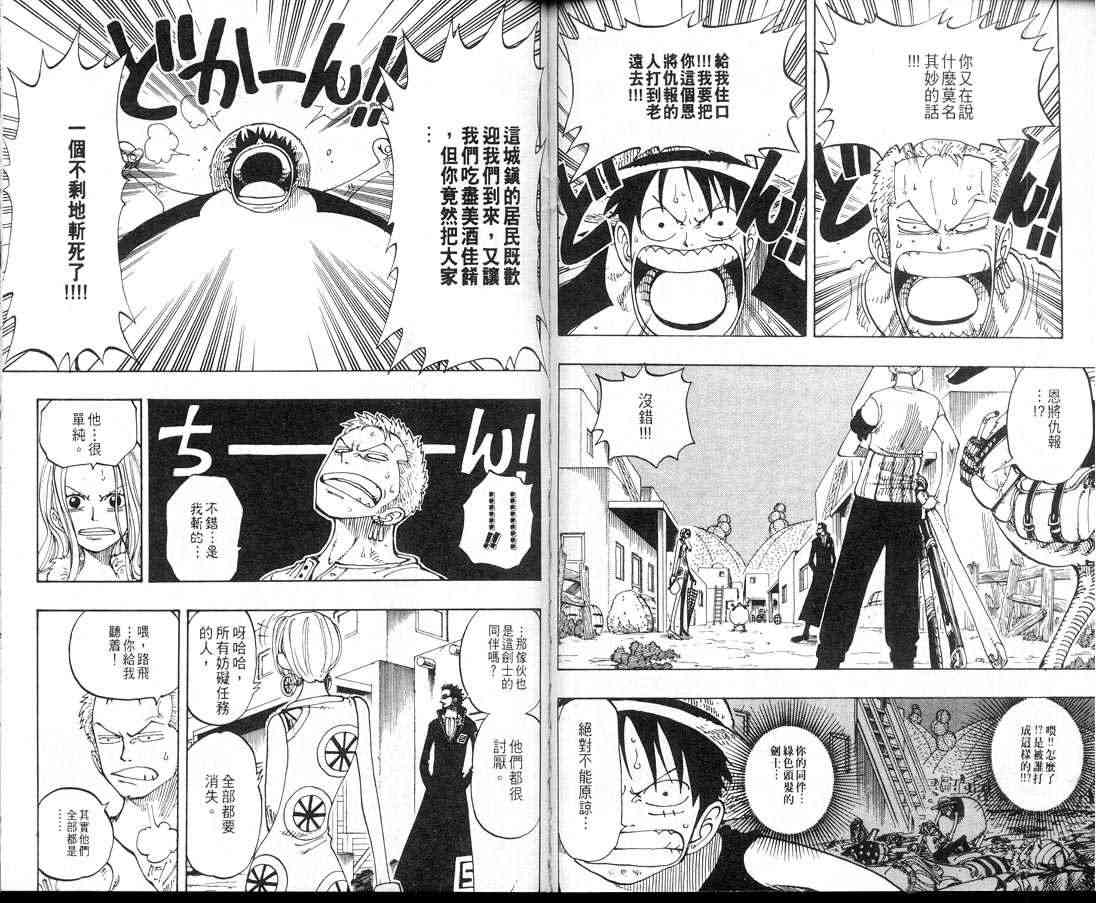 你又在說
什麼莫名
其妙的話
!!!
どーん!!
給我住口
!!!我要把
你這個恩
將仇報的
人打到老
遠去!!!
どーん!!
恩將仇報
…!?
沒錯!!!
喂!!怎麼了
!?是被誰打
成這樣的!!?
你的同件…
綠色頭髮的
劍士…
絕對不能原諒…
どかーん!!
這城鎮的居民既歡
迎我們到來，又讓
我們吃盡美酒佳餚
，但你竟然把大家
…
一個不剩地斬死了!!!!
ちーーん!
…………!!
不錯…是
我斬的…
他…很
單純。
…那傢伙也
是這劍士的
同伴嗎?
他們都很
討厭。
呀哈哈，
所有妨礙任務
的人，
全部都要
消失。
喂，路飛
…你給我
聽着！
其實他們
全部都是
……